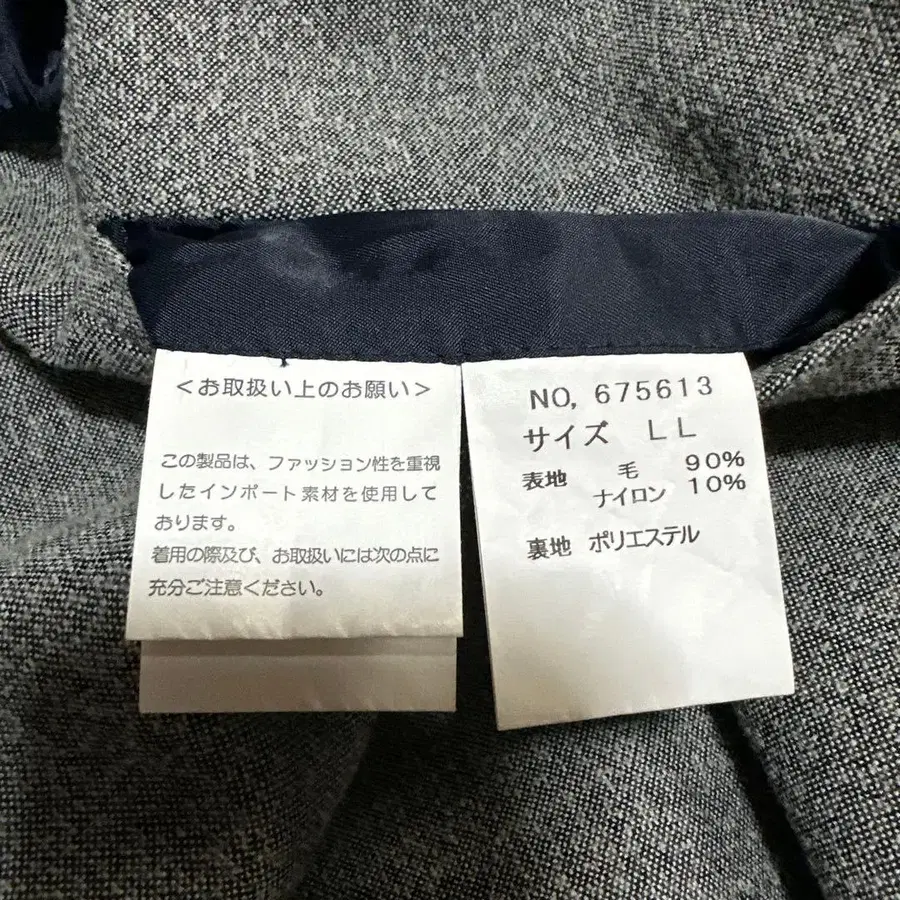 <お取扱い上のお願い>
この製品は、ファッション性を重視
したインポート素材を使用して
おります。
着用の際及び、お取扱いには次の点に
充分ご注意ください。
NO, 675613
サイズ LL
表地 毛 90%
ナイロン 10%
裏地 ポリエステル